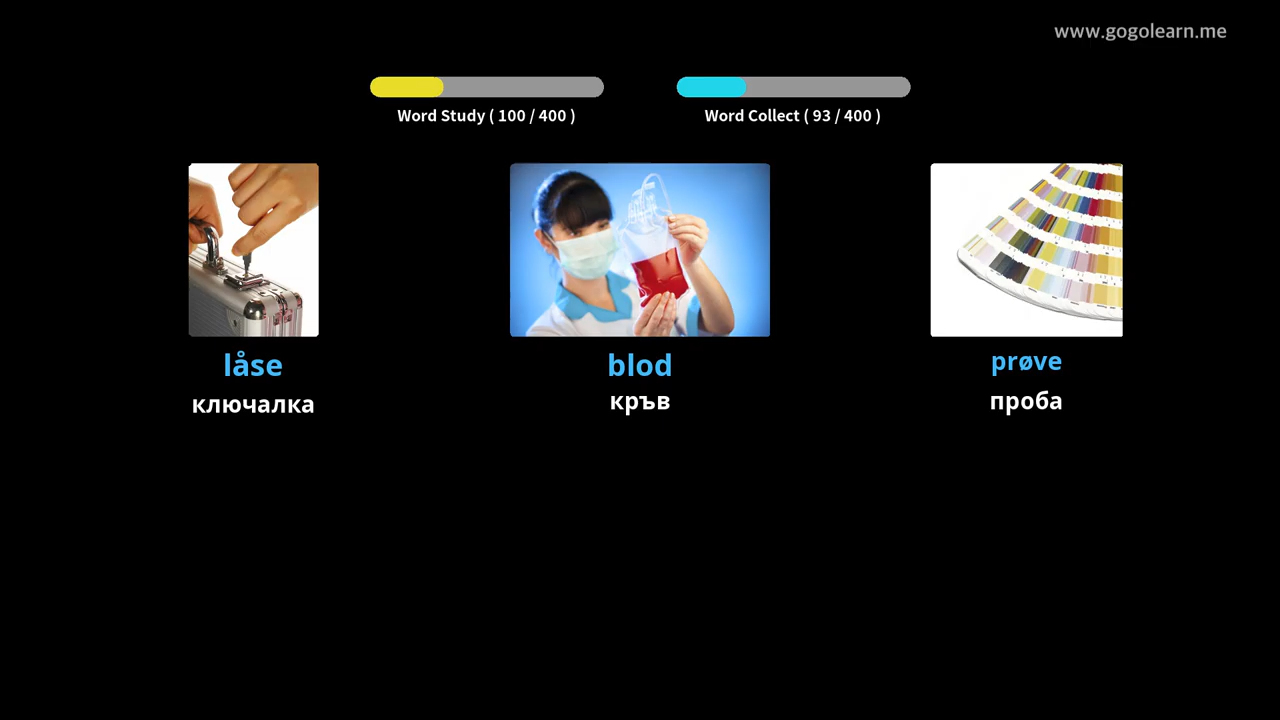 www.gogolearn.me
Word Study ( 100 / 400 )
Word Collect ( 93 / 400 )
låse
ключалка
blod
кръв
prøve
проба